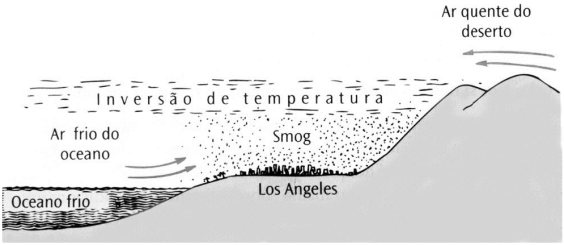 Ar quente do
deserto
Inversão de temperatura
Ar frio do
oceano
Smog
Los Angeles
Oceano frio